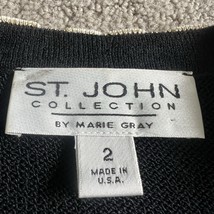 ST. JOHN
COLLECTION
BY MARIE GRAY
2
MADE IN
U.S.A.